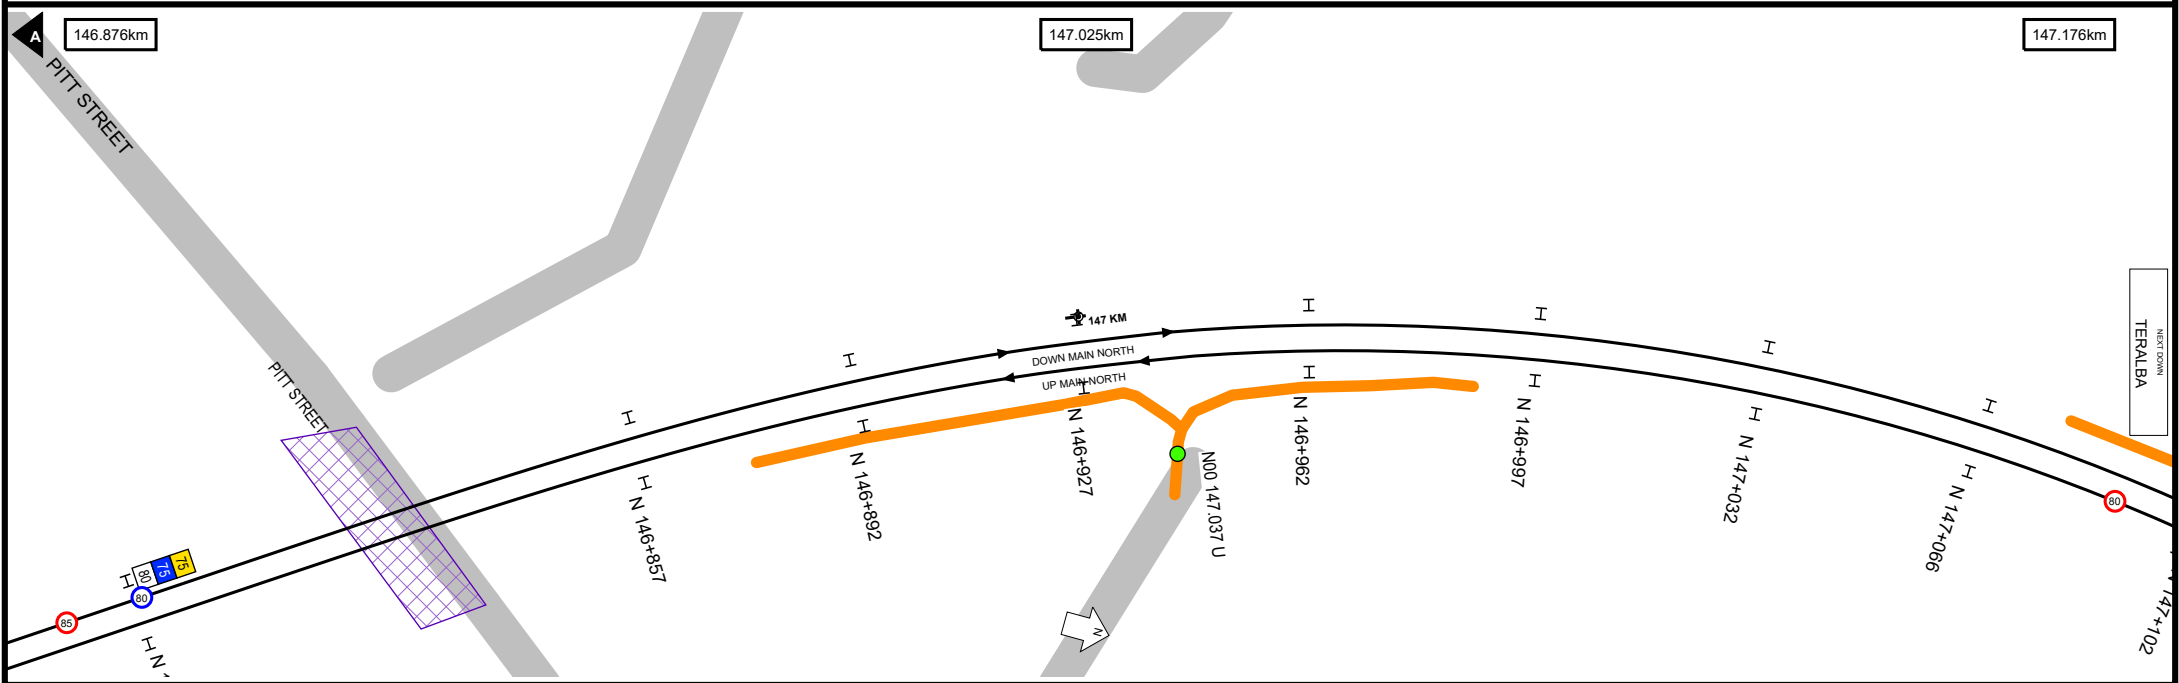 A
146.876km
147.025km
147.176km
PITT STREET
PITT STREET
147 KM
DOWN MAIN NORTH
UP MAIN NORTH
NEXT DOWN
TERALBA
N 146+857
N 146+892
N 146+927
N00 147.037 U
N 146+962
N 146+997
N 147+032
N 147+066
147+102
80
75
75
80
85
80
N
N